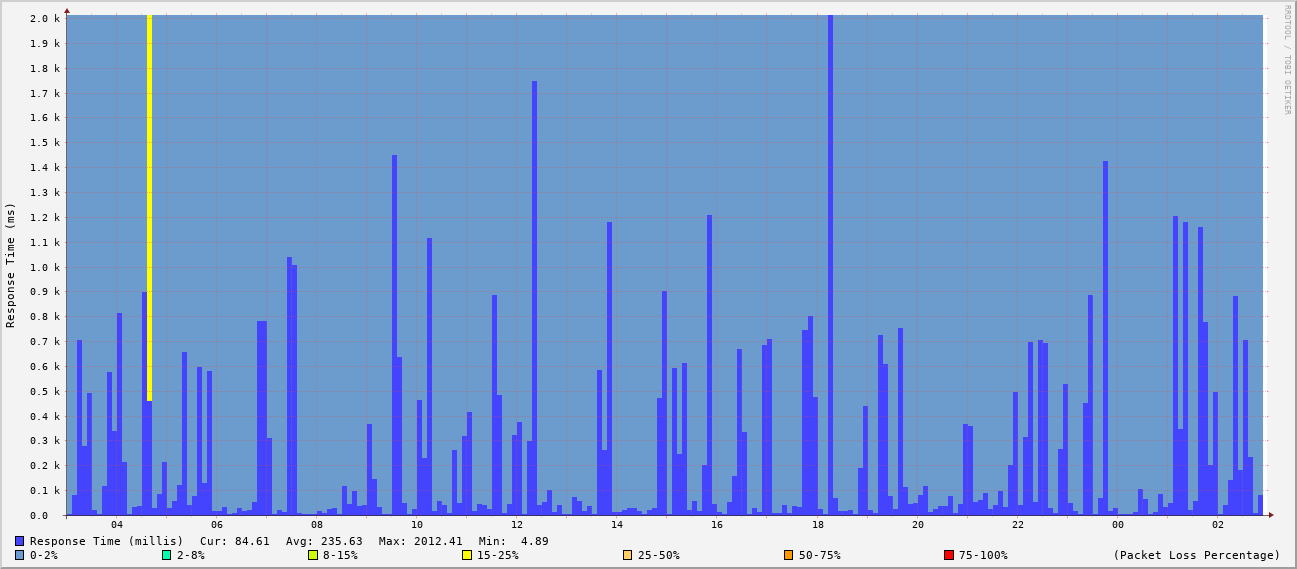 RRDTOOL / TOBI OETIKER
Response Time (ms)
2.0 k
1.9 k
1.8 k
1.7 k
1.6 k
1.5 k
1.4 k
1.3 k
1.2 k
1.1 k
1.0 k
0.9 k
0.8 k
0.7 k
0.6 k
0.5 k
0.4 k
0.3 k
0.2 k
0.1 k
0.0
04 06 08 10 12 14 16 18 20 22 00 02
Response Time (millis) Cur: 84.61 Avg: 235.63 Max: 2012.41 Min: 4.89
0-2% 2-8% 8-15% 15-25% 25-50% 50-75% 75-100% (Packet Loss Percentage)